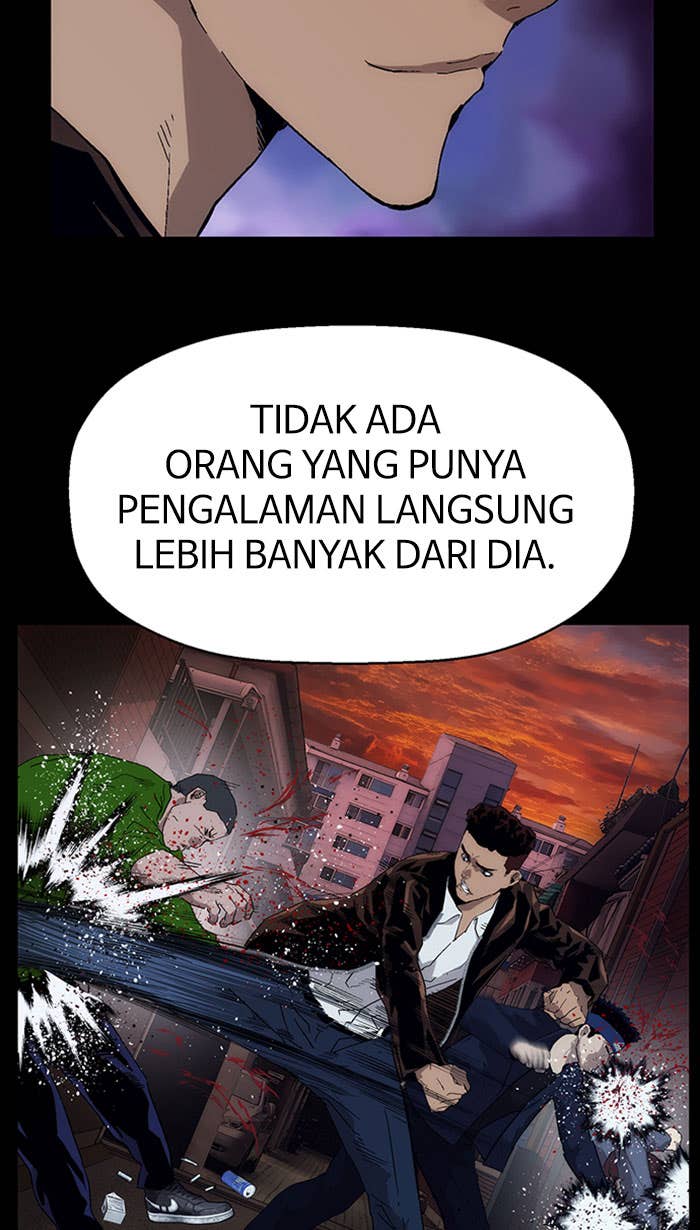 TIDAK ADA
ORANG YANG PUNYA
PENGALAMAN LANGSUNG
LEBIH BANYAK DARI DIA.